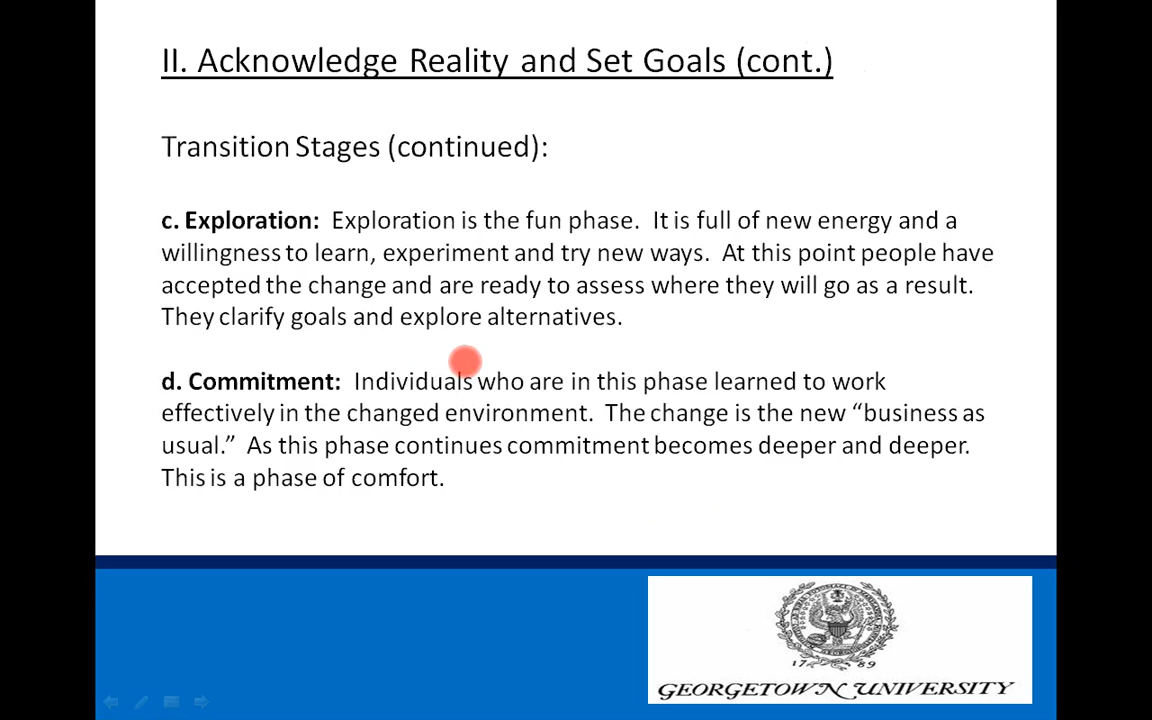 II. Acknowledge Reality and Set Goals (cont.)
Transition Stages (continued):
c. Exploration: Exploration is the fun phase. It is full of new energy and a
willingness to learn, experiment and try new ways. At this point people have
accepted the change and are ready to assess where they will go as a result.
They clarify goals and explore alternatives.
d. Commitment: Individuals who are in this phase learned to work
effectively in the changed environment. The change is the new “business as
usual.” As this phase continues commitment becomes deeper and deeper.
This is a phase of comfort.
17 89
GEORGETOWN UNIVERSITY